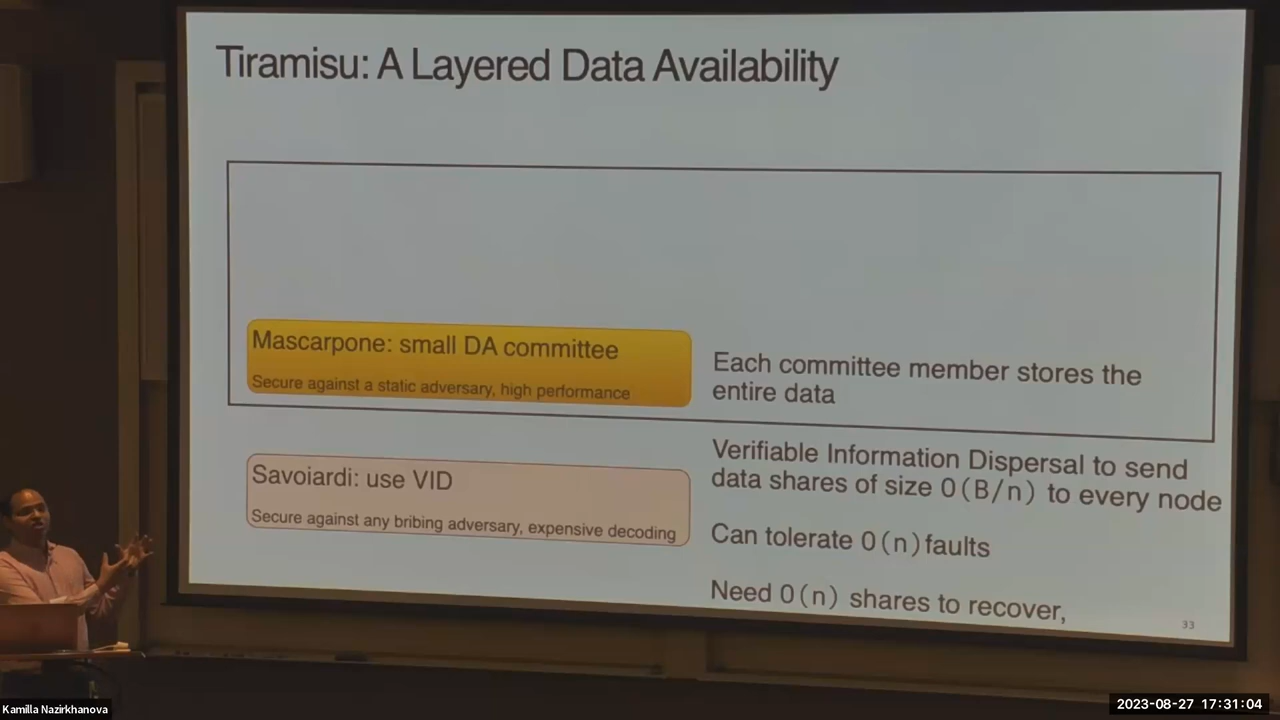 Tiramisu: A Layered Data Availability
Mascarpone: small DA committee
Secure against a static adversary, high performance
Each committee member stores the
entire data
Savoiardi: use VID
Secure against any bribing adversary, expensive decoding
Verifiable Information Dispersal to send
data shares of size O(B/n) to every node
Can tolerate O(n) faults
Need O(n) shares to recover,
33
Kamilla Nazirkhanova
2023-08-27 17:31:04